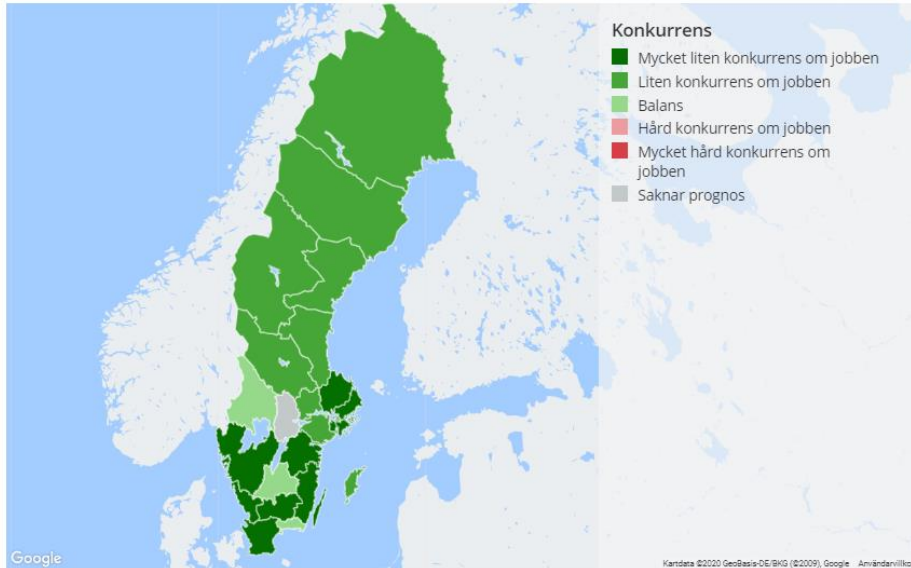 Konkurrens
Mycket liten konkurrens om jobben
Liten konkurrens om jobben
Balans
Hård konkurrens om jobben
Mycket hård konkurrens om
jobben
Saknar prognos
Google
Kartdata ©2020 GeoBasis-DE/BKG (©2009), Google Användarvillko